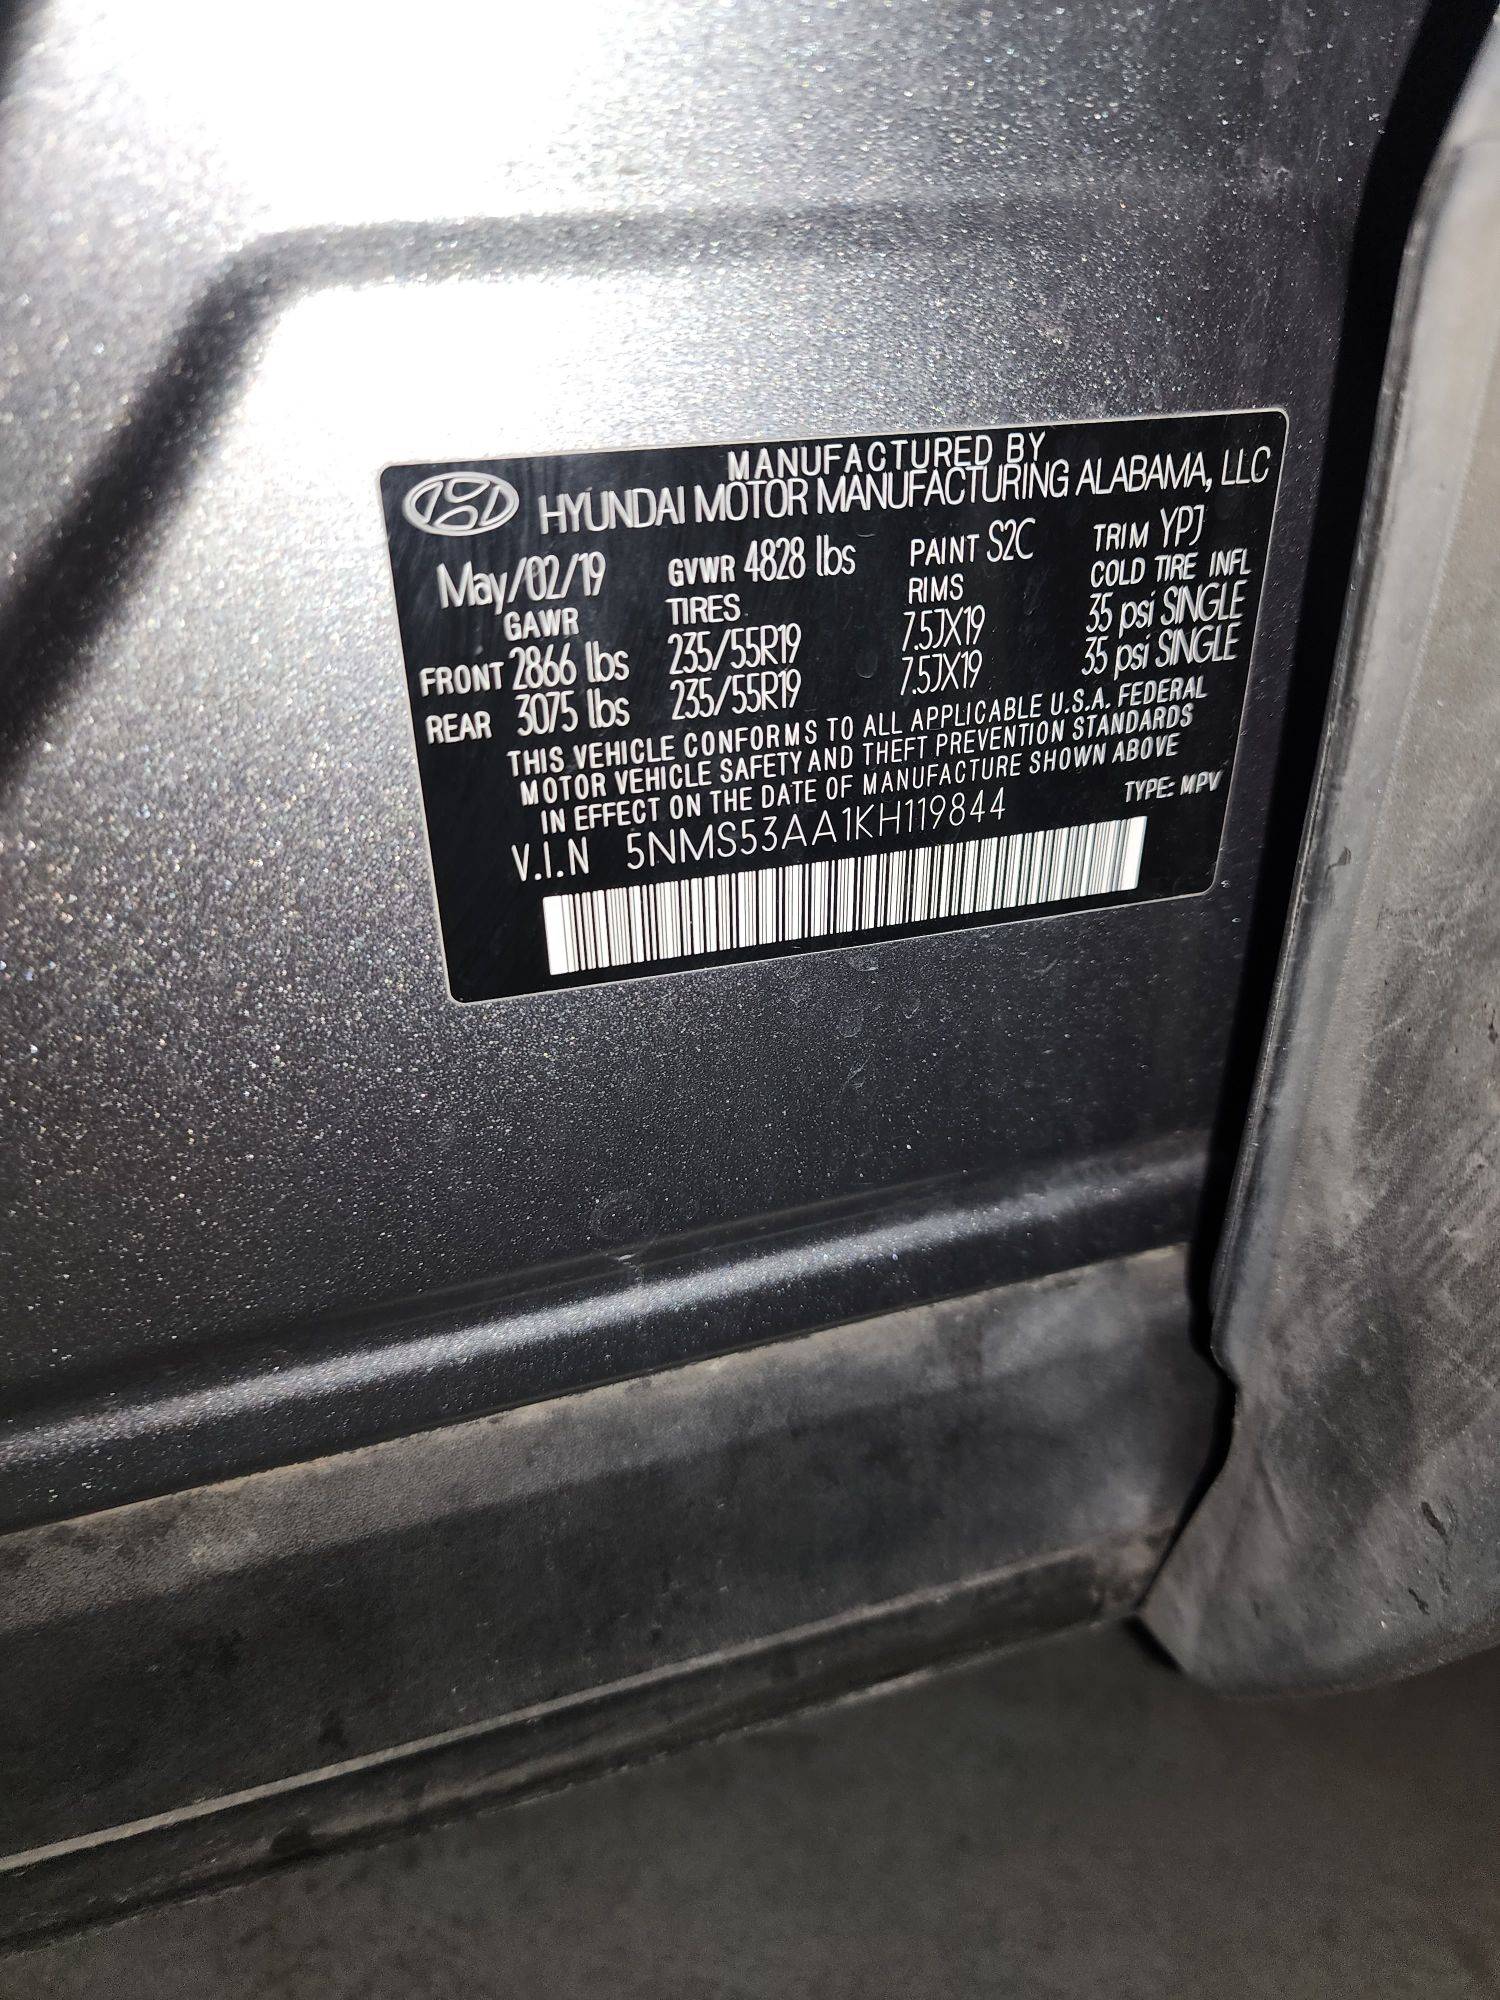 MANUFACTURED BY
HYUNDAI MOTOR MANUFACTURING ALABAMA, LLC
May/02/19 GVWR 4828 lbs PAINT S2C TRIM YPJ
GAWR TIRES RIMS COLD TIRE INFL
FRONT 2866 lbs 235/55R19 7.5JX19 35 psi SINGLE
REAR 3075 lbs 235/55R19 7.5JX19 35 psi SINGLE
THIS VEHICLE CONFORMS TO ALL APPLICABLE U.S.A. FEDERAL
MOTOR VEHICLE SAFETY AND THEFT PREVENTION STANDARDS
IN EFFECT ON THE DATE OF MANUFACTURE SHOWN ABOVE
V.I.N 5NMS53AA1KH119844 TYPE: MPV